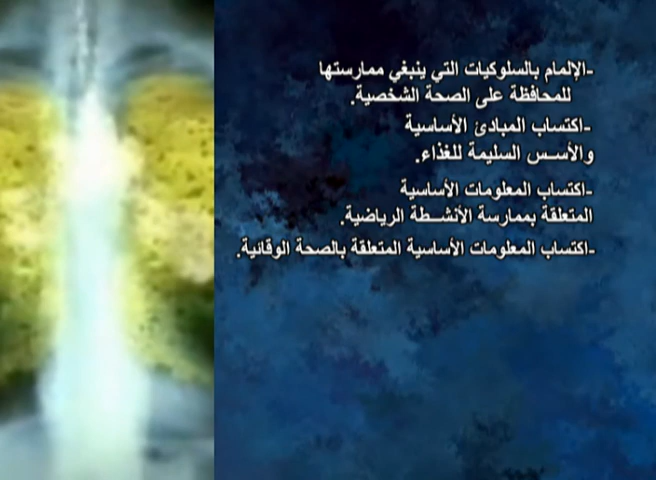 -الإلمام بالسلوكيات التي ينبغي ممارستها
للمحافظة على الصحة الشخصية.
-اكتساب المبادئ الأساسية
والأسس السليمة للغذاء.
-اكتساب المعلومات الأساسية
المتعلقة بممارسة الأنشطة الرياضية.
-اكتساب المعلومات الأساسية المتعلقة بالصحة الوقائية.